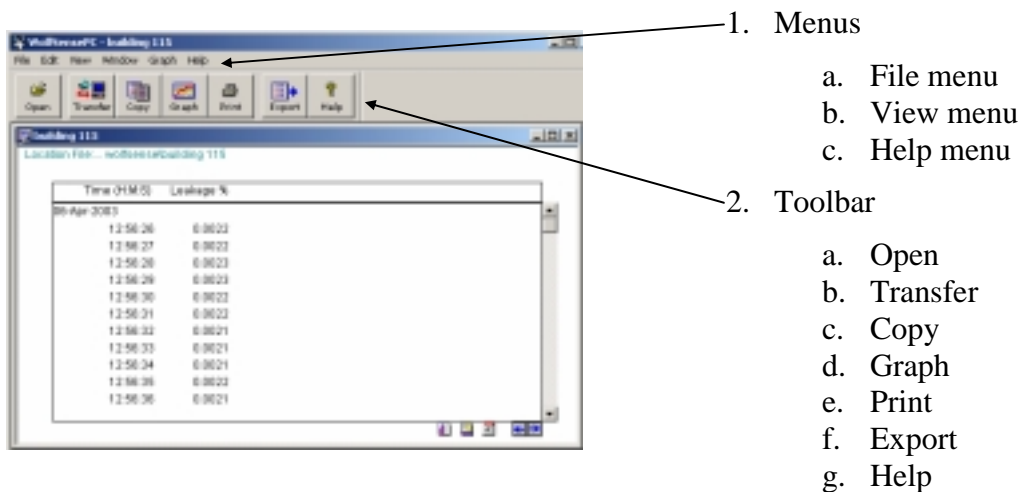 WolfSensePC - building 115
File Edit View Window Graph Help
Open Transfer Copy Graph Print Export Help
building 115
Location File:... wolfsense\building 115
Time (H:M:S) Leakage %
06-Apr-2003
12:56:26 0.0022
12:56:27 0.0022
12:56:28 0.0023
12:56:29 0.0023
12:56:30 0.0022
12:56:31 0.0022
12:56:32 0.0021
12:56:33 0.0021
12:56:34 0.0021
12:56:35 0.0022
12:56:36 0.0021
1. Menus
a. File menu
b. View menu
c. Help menu
2. Toolbar
a. Open
b. Transfer
c. Copy
d. Graph
e. Print
f. Export
g. Help